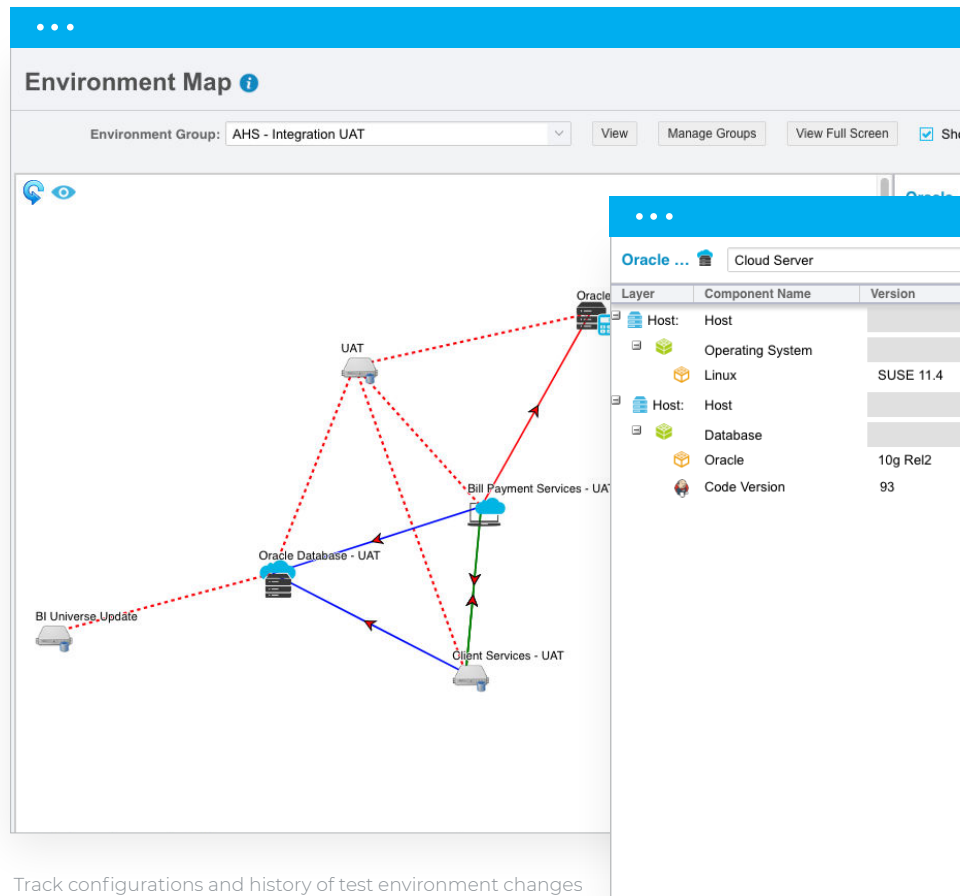 Environment Map
Environment Group: AHS - Integration UAT View Manage Groups View Full Screen
Oracle
UAT
Bill Payment Services - UAT
Oracle Database - UAT
BI Universe Update
Client Services - UAT
Oracle ... Cloud Server
Layer Component Name Version
Host: Host
Operating System
Linux SUSE 11.4
Host: Host
Database
Oracle 10g Rel2
Code Version 93
Track configurations and history of test environment changes